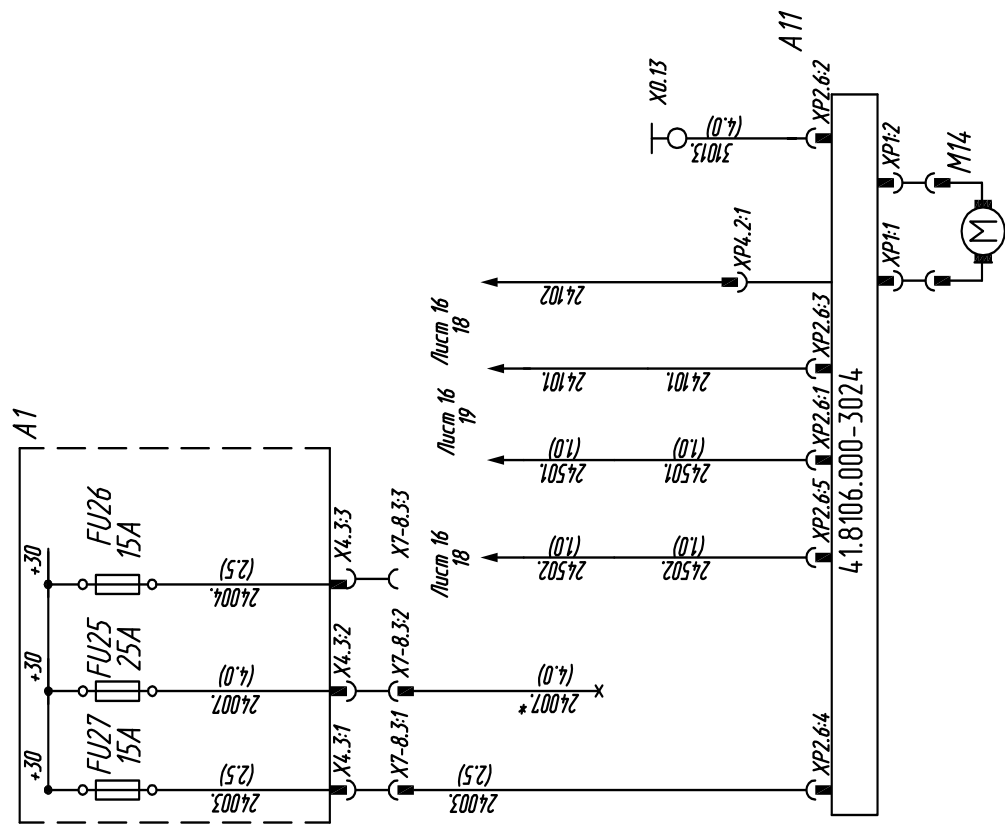 A1
+30
+30
+30
FU27
15A
FU25
25A
FU26
15A
24003.
(2.5)
24007.
(4.0)
24004.
(2.5)
X4.3:1
X4.3:2
X4.3:3
X7-8.3:1
X7-8.3:2
X7-8.3:3
24003.
(2.5)
24007.*
(4.0)
Лист 16
18
Лист 16
19
Лист 16
18
24502.
(1.0)
24502.
(1.0)
24501.
(1.0)
24501.
(1.0)
24101.
24101.
24102
X0.13
31013.
(4.0)
XP4.2:1
A11
XP2.6:4
XP2.6:5
XP2.6:1
XP2.6:3
XP2.6:2
41.8106.000-3024
XP1:1
XP1:2
M14
M